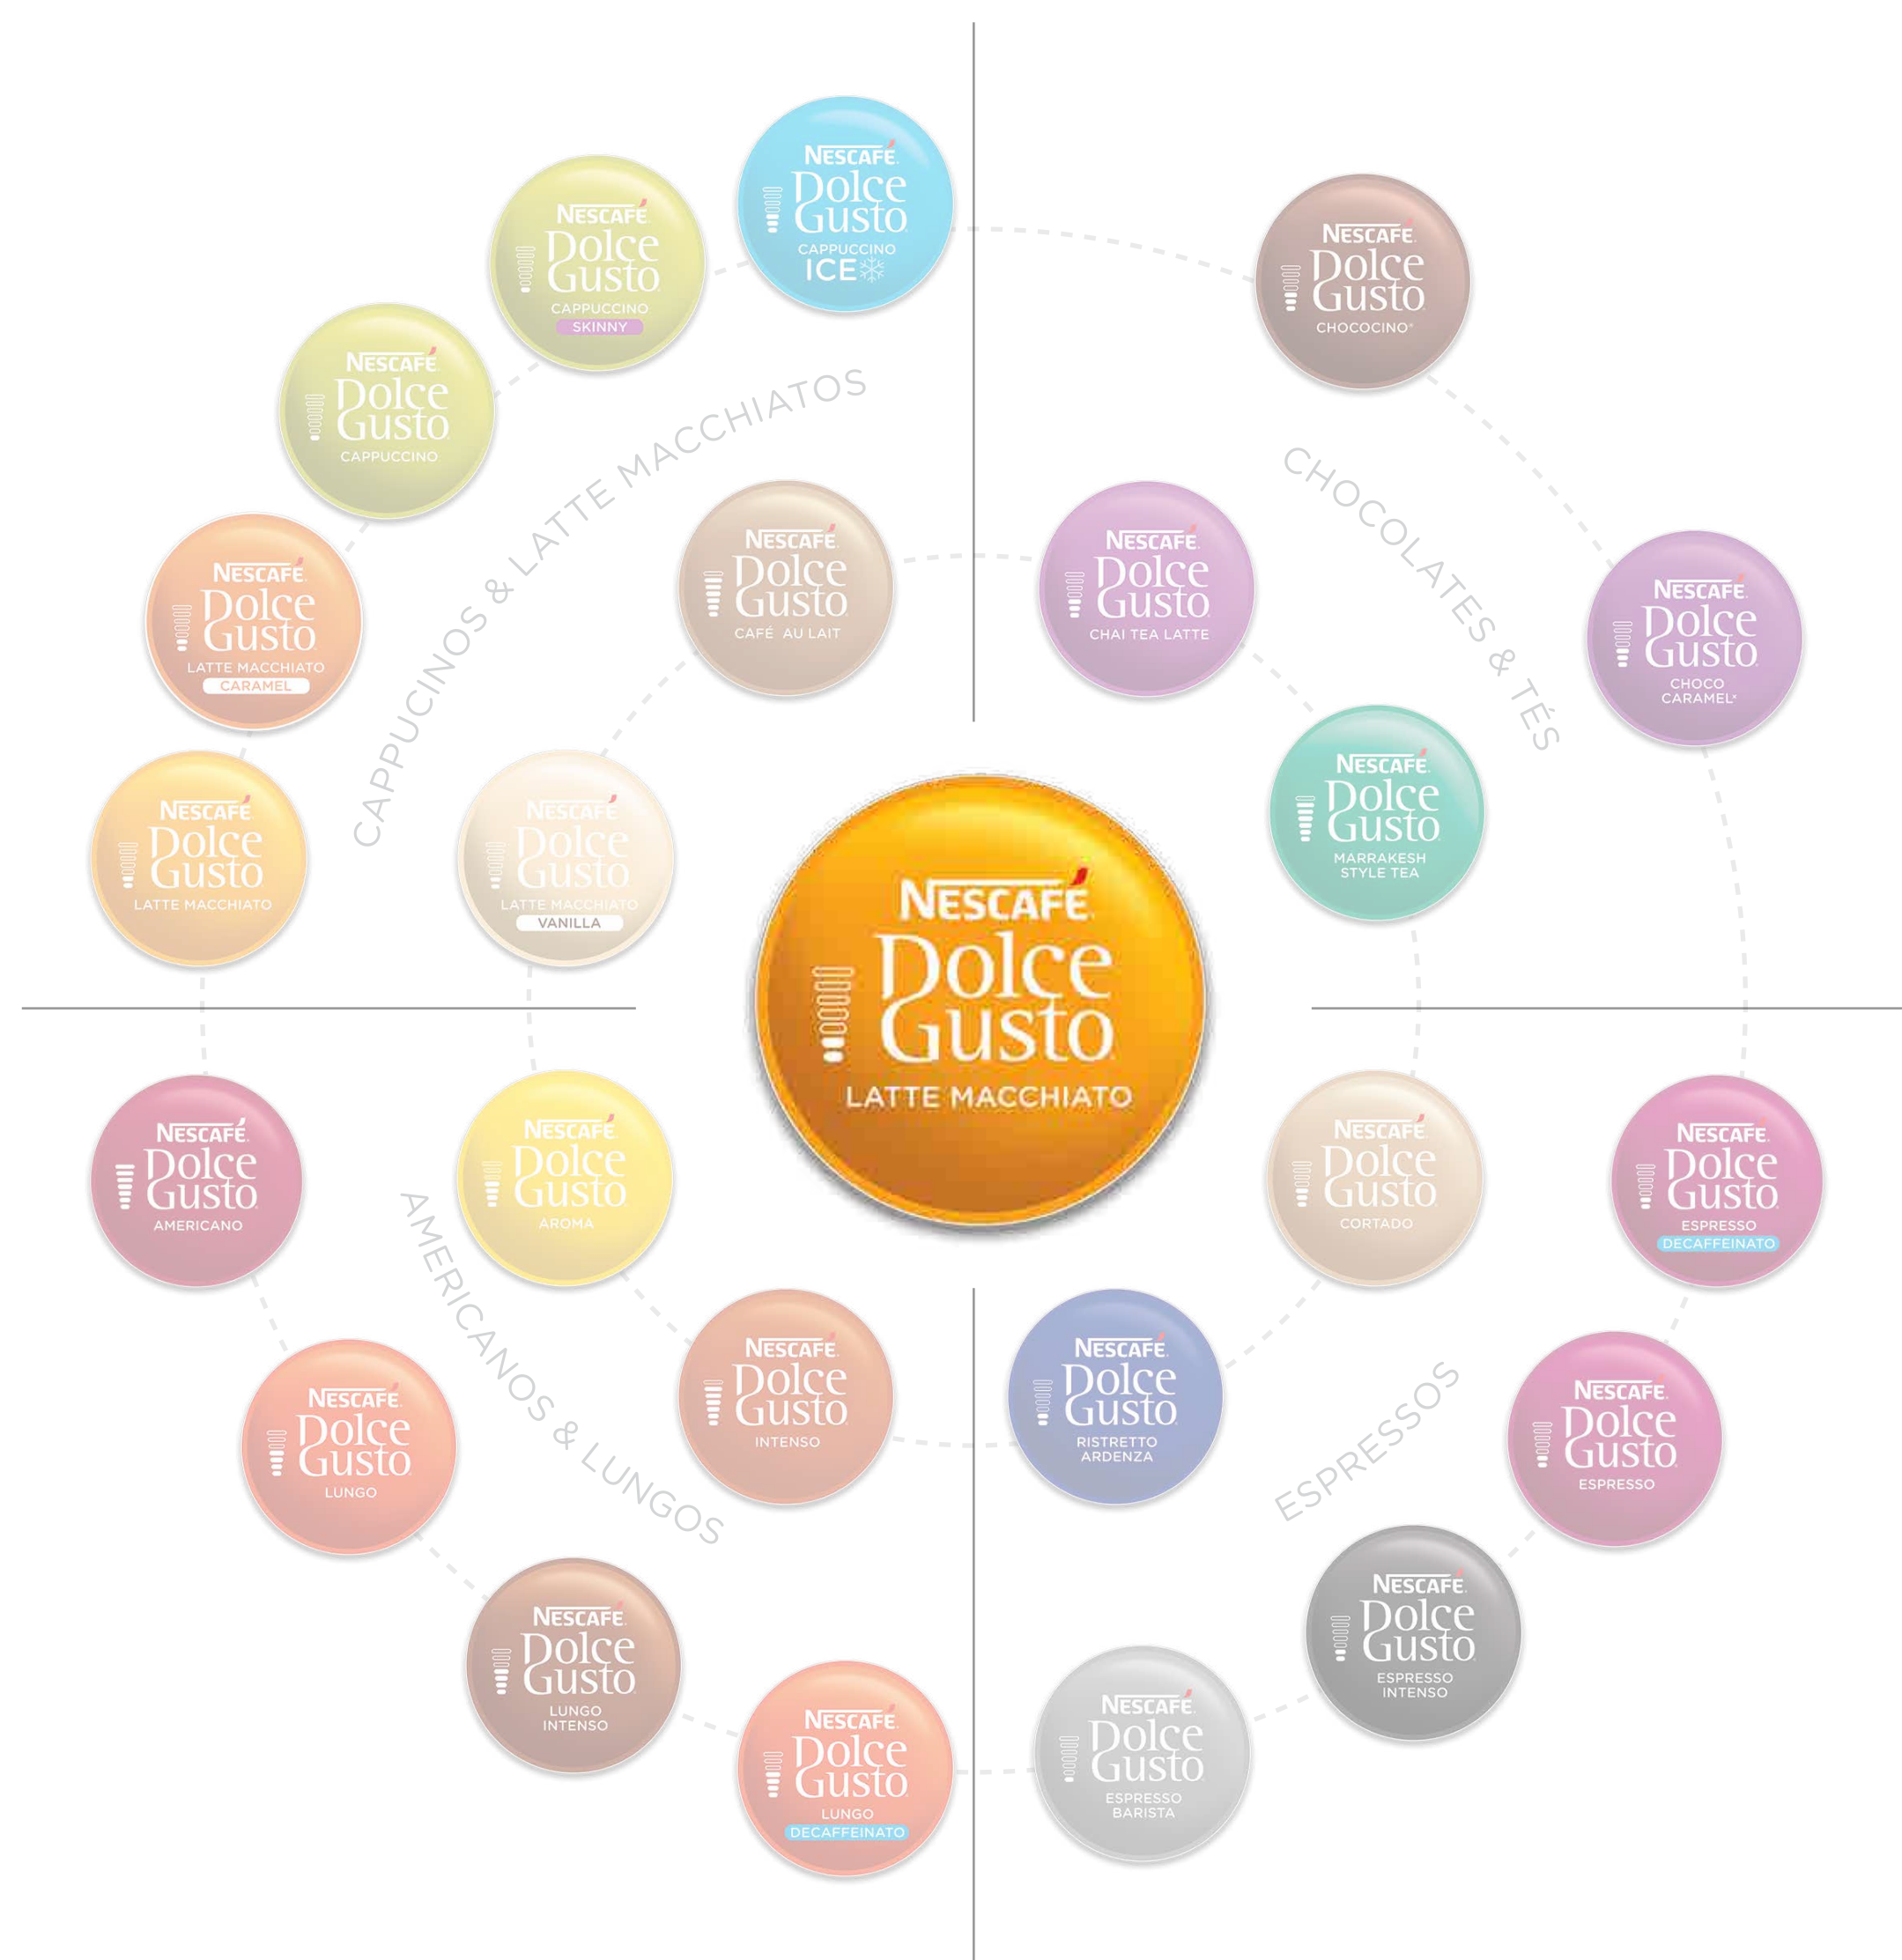 NESCAFÉ
Dolce
Gusto
CAPPUCCINO
ICE
NESCAFÉ
Dolce
Gusto
CAPPUCCINO
SKINNY
NESCAFÉ
Dolce
Gusto
CAPPUCCINO
NESCAFÉ
Dolce
Gusto
LATTE MACCHIATO
CARAMEL
NESCAFÉ
Dolce
Gusto
LATTE MACCHIATO
CAPPUCINOS & LATTE MACCHIATOS
NESCAFÉ
Dolce
Gusto
CAFÉ AU LAIT
NESCAFÉ
Dolce
Gusto
LATTE MACCHIATO
VANILLA
NESCAFÉ
Dolce
Gusto
CHOCOCINO®
NESCAFÉ
Dolce
Gusto
CHOCO
CARAMEL*
CHOCOLATES & TÉS
NESCAFÉ
Dolce
Gusto
CHAI TEA LATTE
NESCAFÉ
Dolce
Gusto
MARRAKESH
STYLE TEA
NESCAFÉ
Dolce
Gusto
LATTE MACCHIATO
NESCAFÉ
Dolce
Gusto
AMERICANO
NESCAFÉ
Dolce
Gusto
AROMA
AMERICANOS & LUNGOS
NESCAFÉ
Dolce
Gusto
INTENSO
NESCAFÉ
Dolce
Gusto
LUNGO
NESCAFÉ
Dolce
Gusto
LUNGO
INTENSO
NESCAFÉ
Dolce
Gusto
LUNGO
DECAFFEINATO
NESCAFÉ
Dolce
Gusto
CORTADO
NESCAFÉ
Dolce
Gusto
ESPRESSO
DECAFFEINATO
NESCAFÉ
Dolce
Gusto
RISTRETTO
ARDENZA
ESPRESSOS
NESCAFÉ
Dolce
Gusto
ESPRESSO
NESCAFÉ
Dolce
Gusto
ESPRESSO
INTENSO
NESCAFÉ
Dolce
Gusto
ESPRESSO
BARISTA